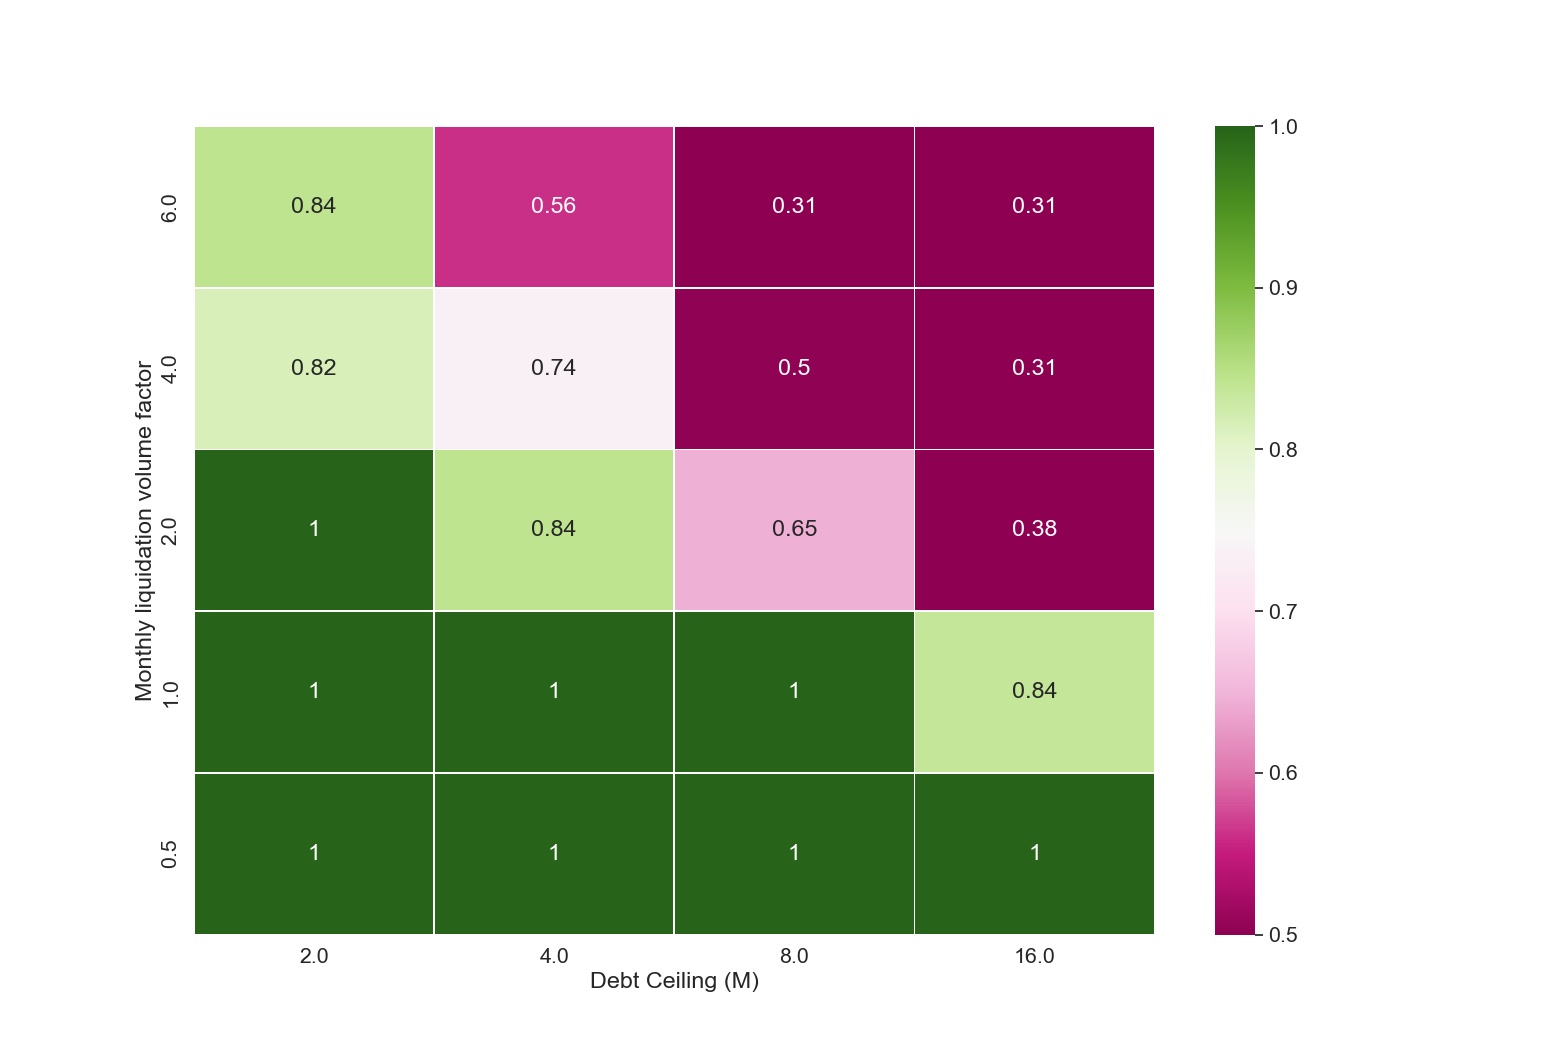 Monthly liquidation volume factor
6.0 0.84 0.56 0.31 0.31
4.0 0.82 0.74 0.5 0.31
2.0 1 0.84 0.65 0.38
1.0 1 1 1 0.84
0.5 1 1 1 1
2.0 4.0 8.0 16.0
Debt Ceiling (M)
1.0
0.9
0.8
0.7
0.6
0.5